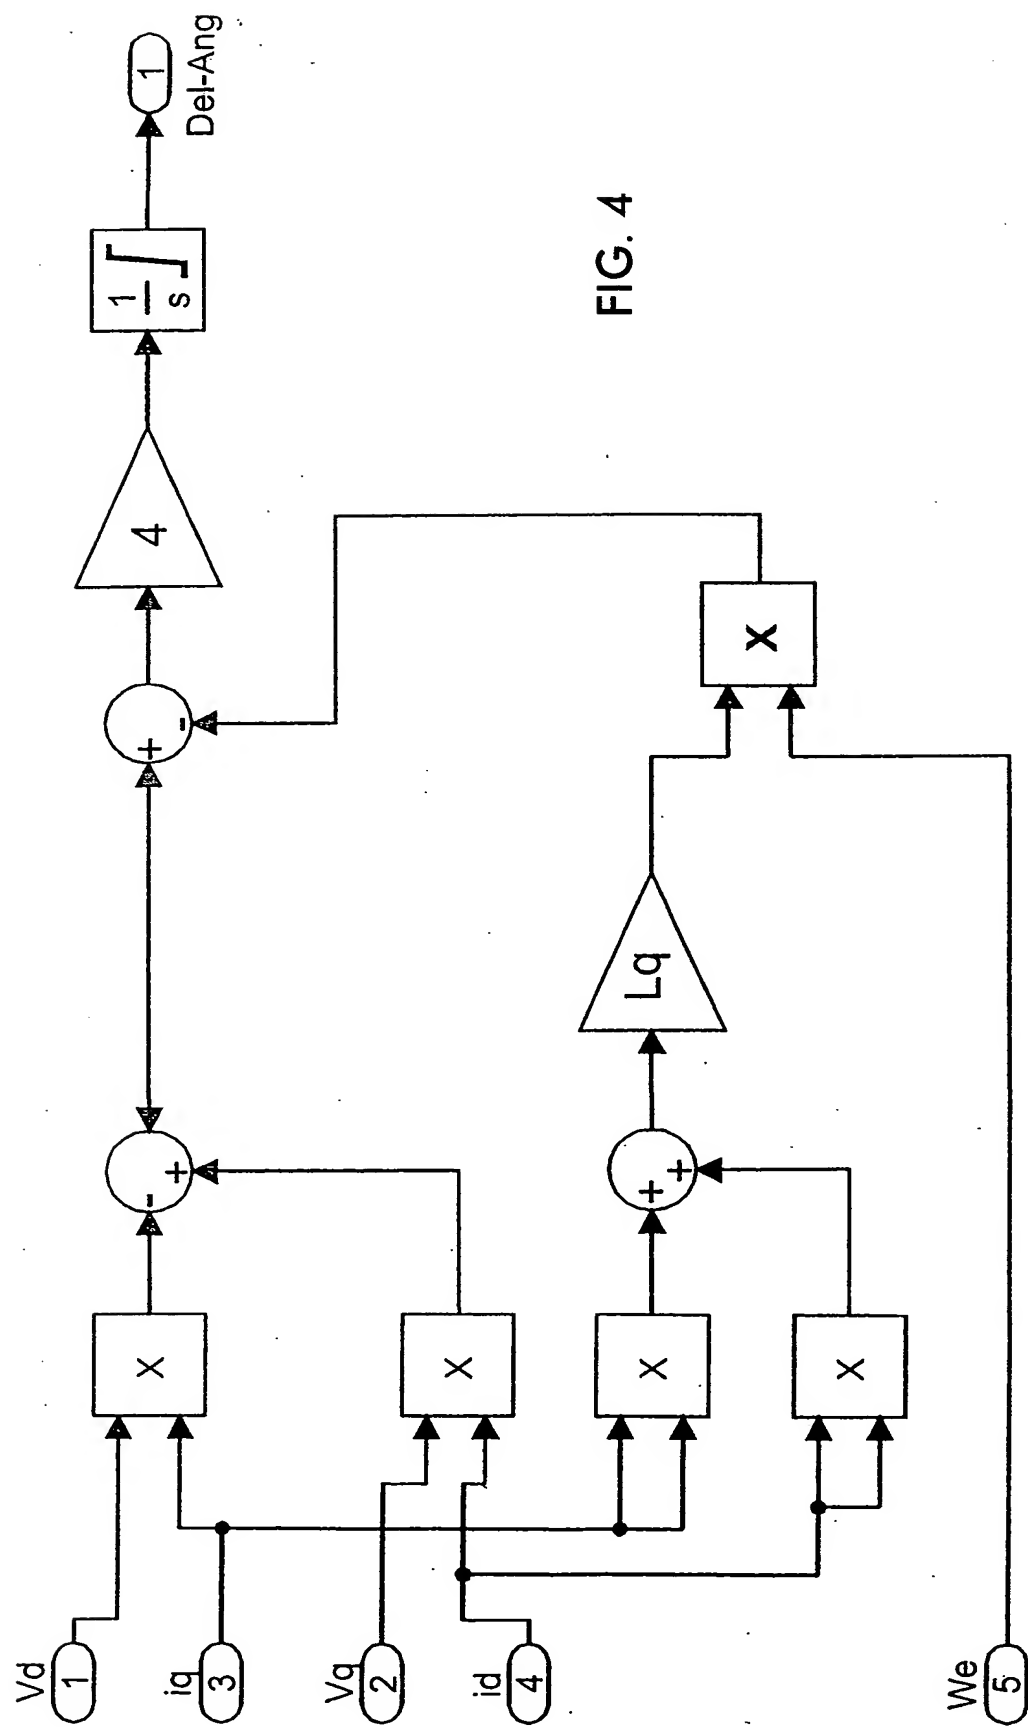 Vd
1
iq
3
Vq
2
id
4
We
5
X
X
X
X
-
+
+
+
Lq
X
+
-
4
1
s
1
Del-Ang
FIG. 4